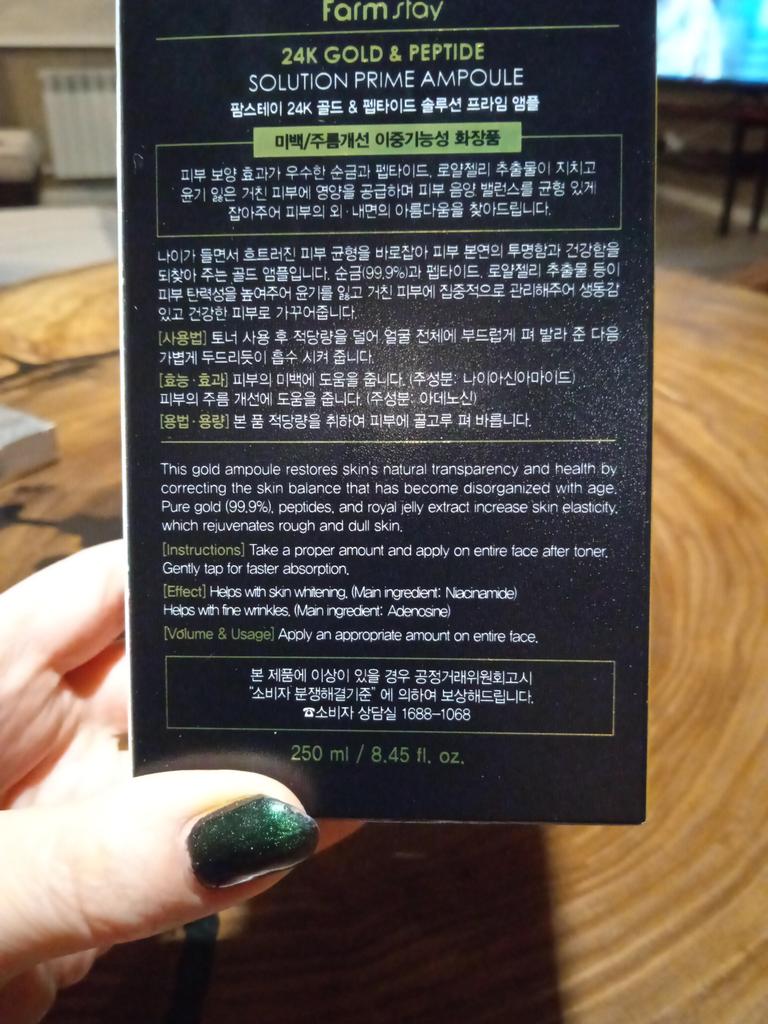 Farmstay
24K GOLD & PEPTIDE
SOLUTION PRIME AMPOULE
팜스테이 24K 골드 & 펩타이드 솔루션 프라임 앰플
미백/주름개선 이중기능성 화장품
피부 보양 효과가 우수한 순금과 펩타이드, 로얄젤리 추출물이 지치고
윤기 잃은 거친 피부에 영양을 공급하며 피부 음양 밸런스를 균형 있게
잡아주어 피부의 외·내면의 아름다움을 찾아드립니다.
나이가 들면서 흐트러진 피부 균형을 바로잡아 피부 본연의 투명함과 건강함을
되찾아 주는 골드 앰플입니다. 순금(99.9%)과 펩타이드, 로얄젤리 추출물 등이
피부 탄력성을 높여주어 윤기를 잃고 거친 피부에 집중적으로 관리해주어 생동감
있고 건강한 피부로 가꾸어줍니다.
[사용법] 토너 사용 후 적당량을 덜어 얼굴 전체에 부드럽게 펴 발라 준 다음
가볍게 두드리듯이 흡수 시켜 줍니다.
[효능·효과] 피부의 미백에 도움을 줍니다. (주성분: 나이아신아마이드)
피부의 주름 개선에 도움을 줍니다. (주성분: 아데노신)
[용법·용량] 본 품 적당량을 취하여 피부에 골고루 펴 바릅니다.
This gold ampoule restores skin's natural transparency and health by
correcting the skin balance that has become disorganized with age.
Pure gold (99.9%), peptides, and royal jelly extract increase skin elasticity,
which rejuvenates rough and dull skin.
[Instructions] Take a proper amount and apply on entire face after toner.
Gently tap for faster absorption.
[Effect] Helps with skin whitening. (Main ingredient: Niacinamide)
Helps with fine wrinkles. (Main ingredient: Adenosine)
[Volume & Usage] Apply an appropriate amount on entire face.
본 제품에 이상이 있을 경우 공정거래위원회고시
"소비자 분쟁해결기준" 에 의하여 보상해드립니다.
☎소비자 상담실 1688-1068
250 ml / 8.45 fl. oz.